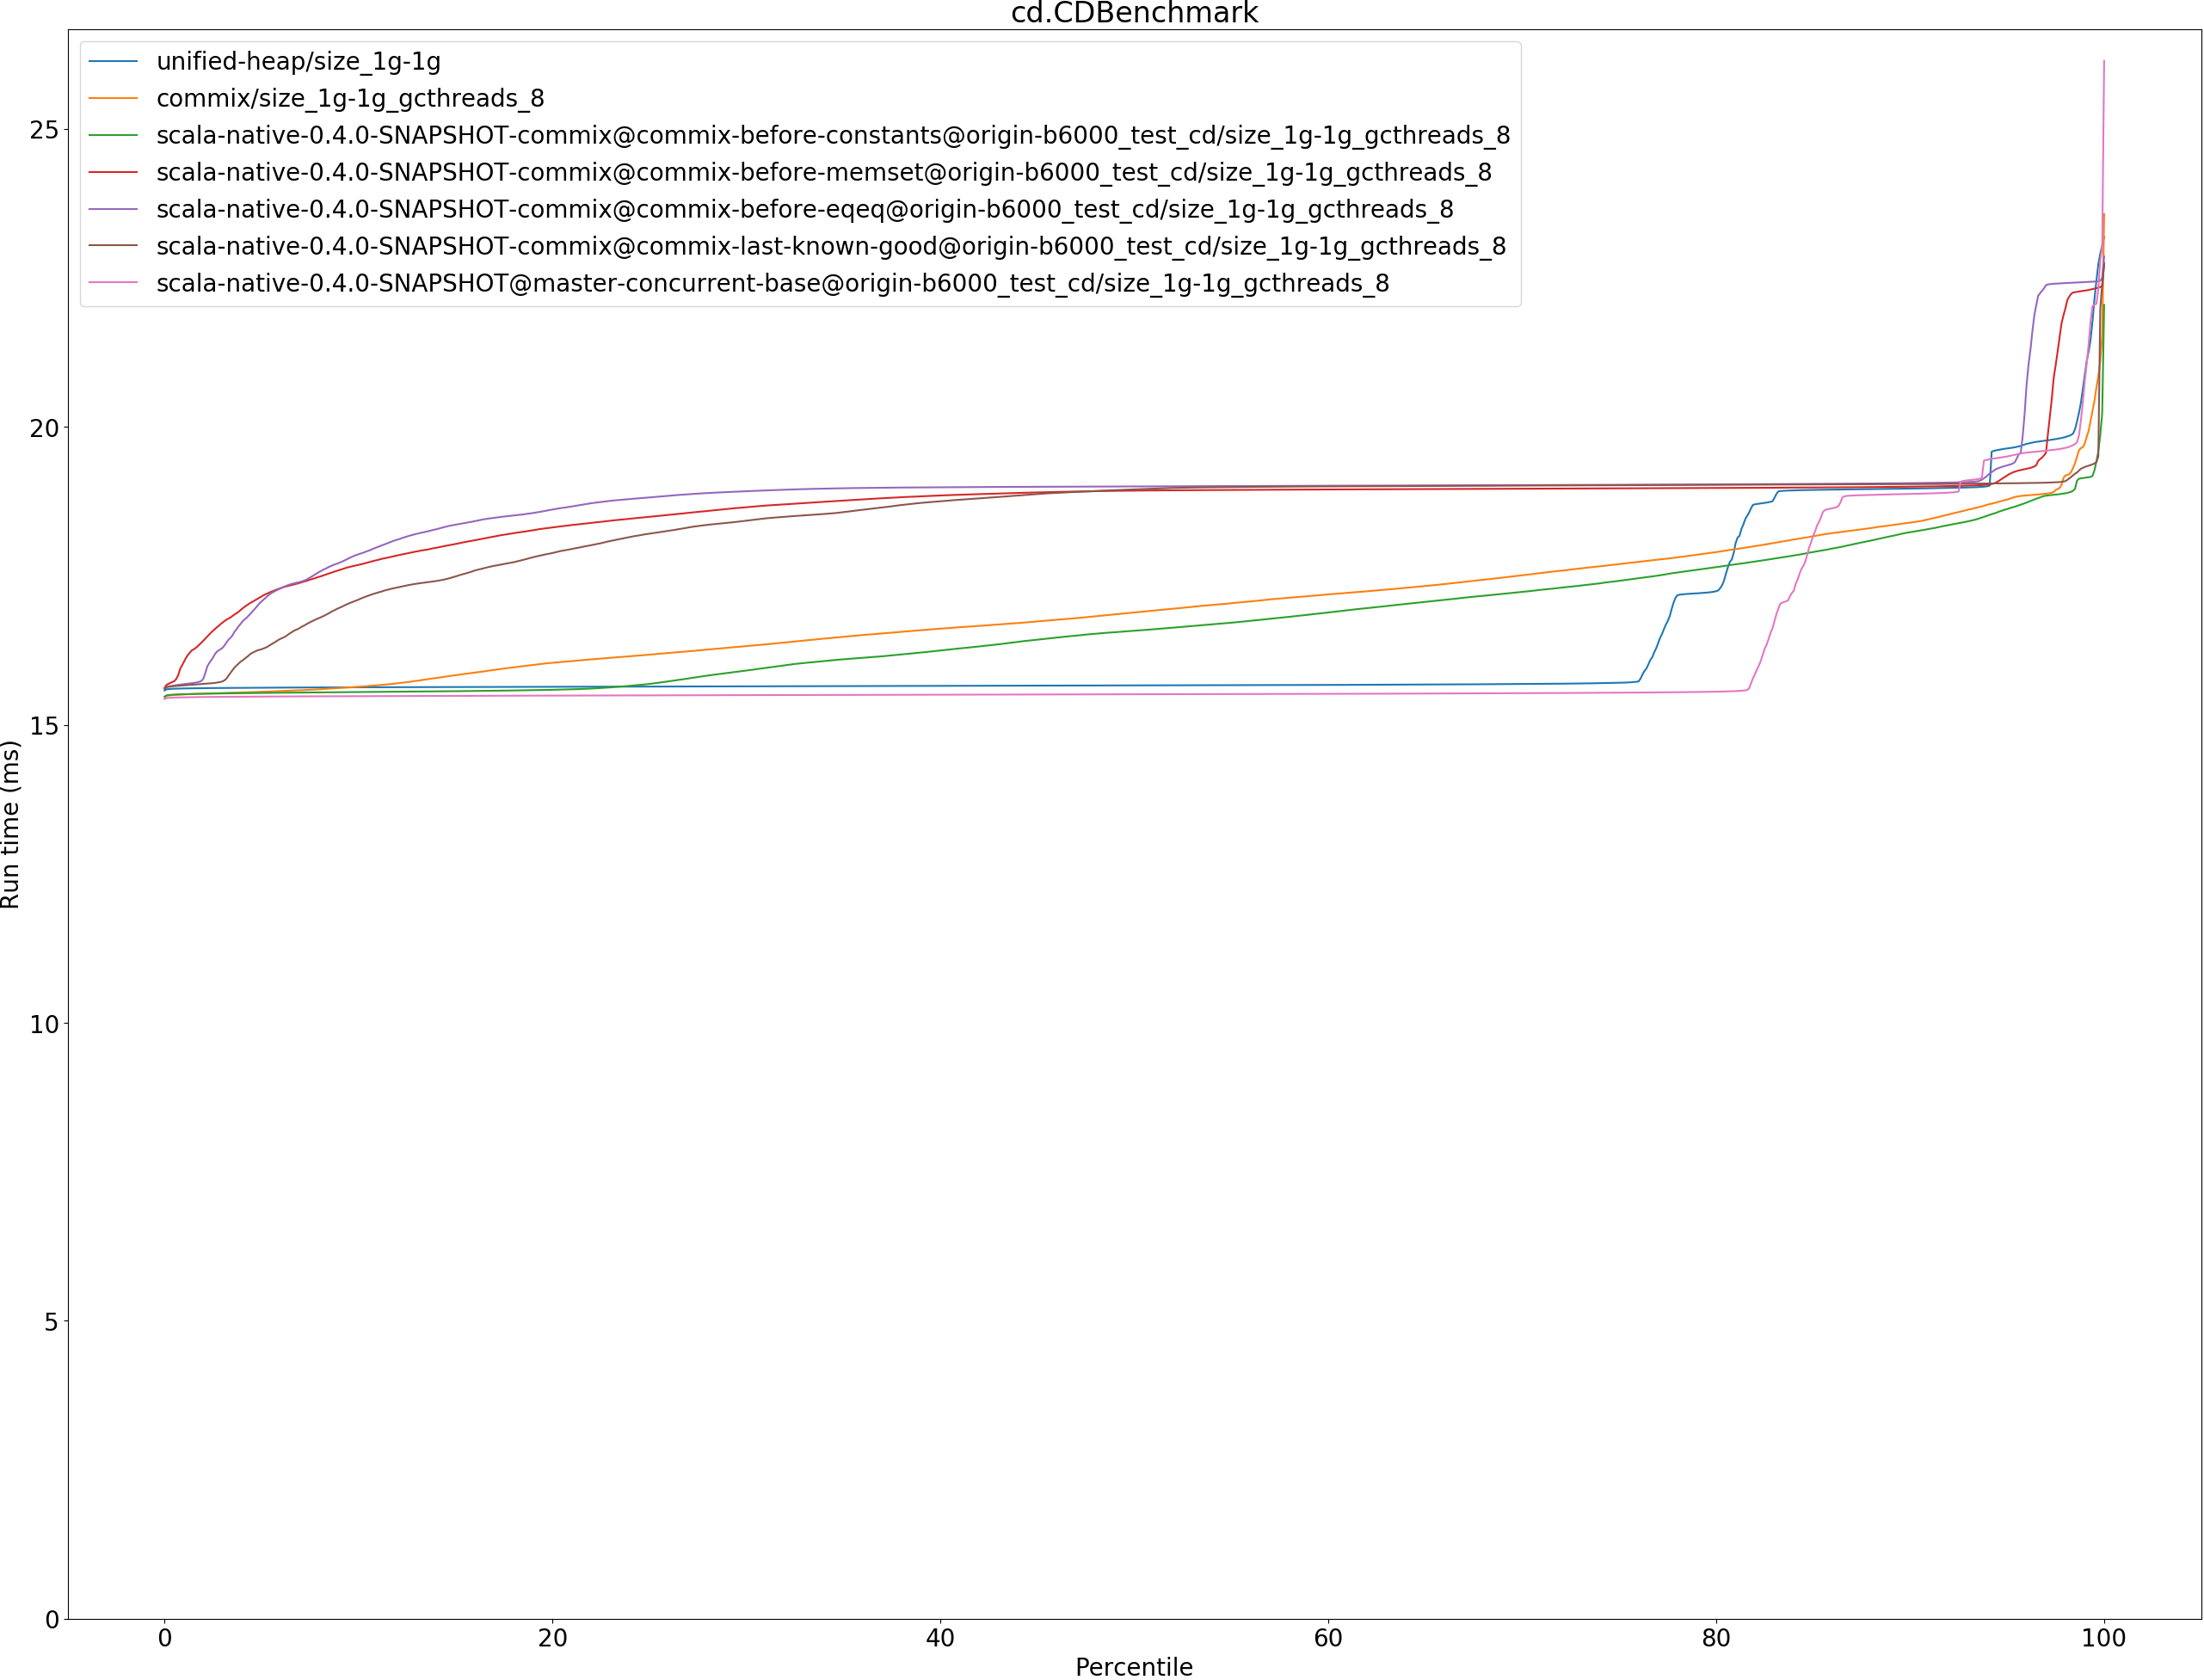 cd.CDBenchmark
unified-heap/size_1g-1g
commix/size_1g-1g_gcthreads_8
scala-native-0.4.0-SNAPSHOT-commix@commix-before-constants@origin-b6000_test_cd/size_1g-1g_gcthreads_8
scala-native-0.4.0-SNAPSHOT-commix@commix-before-memset@origin-b6000_test_cd/size_1g-1g_gcthreads_8
scala-native-0.4.0-SNAPSHOT-commix@commix-before-eqeq@origin-b6000_test_cd/size_1g-1g_gcthreads_8
scala-native-0.4.0-SNAPSHOT-commix@commix-last-known-good@origin-b6000_test_cd/size_1g-1g_gcthreads_8
scala-native-0.4.0-SNAPSHOT@master-concurrent-base@origin-b6000_test_cd/size_1g-1g_gcthreads_8
25
20
15
10
5
0
Run time (ms)
0 20 40 60 80 100
Percentile